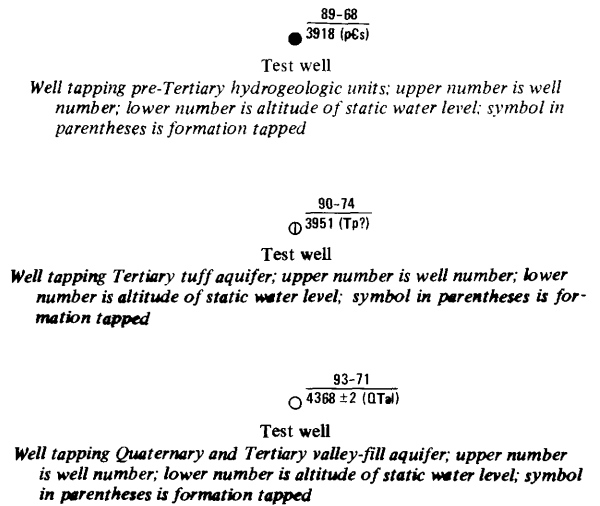 89-68
3918 (p€s)
Test well
Well tapping pre-Tertiary hydrogeologic units; upper number is well
number; lower number is altitude of static water level; symbol in
parentheses is formation tapped
90-74
3951 (Tp?)
Test well
Well tapping Tertiary tuff aquifer; upper number is well number; lower
number is altitude of static water level; symbol in parentheses is for-
mation tapped
93-71
4368 ±2 (QTal)
Test well
Well tapping Quaternary and Tertiary valley-fill aquifer; upper number
is well number; lower number is altitude of static water level; symbol
in parentheses is formation tapped